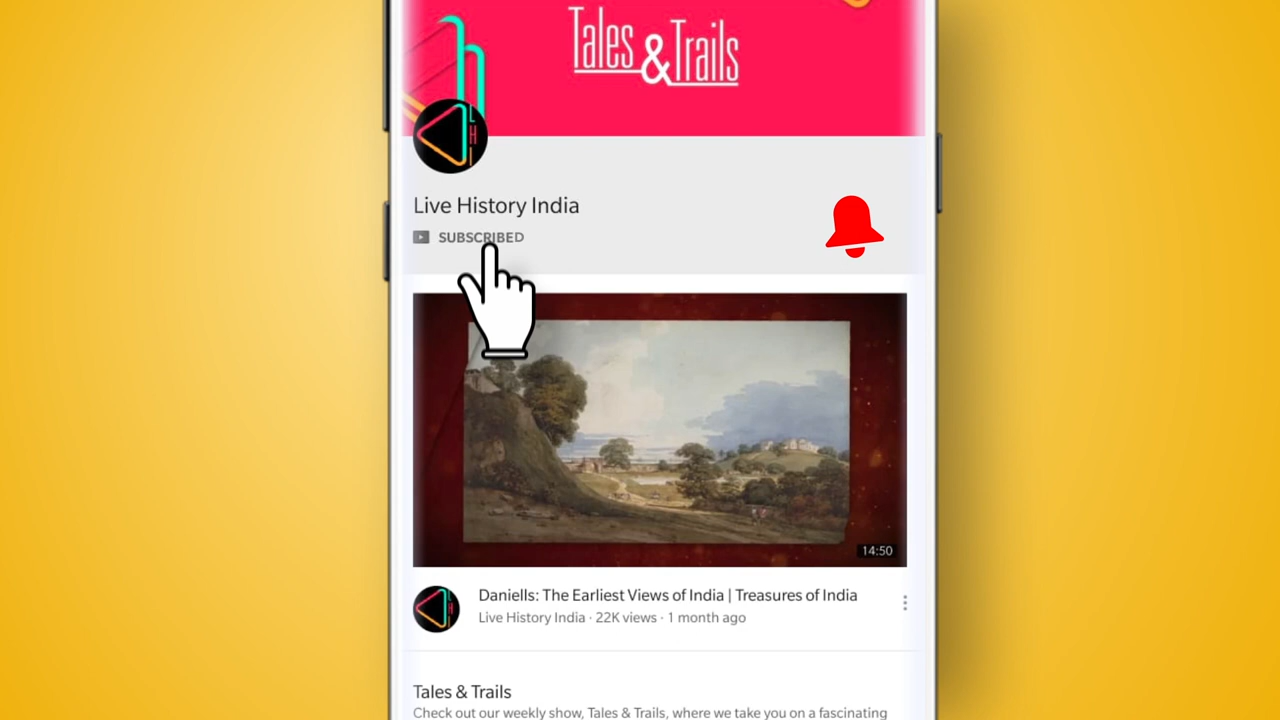 Tales & Trails
LHI
Live History India
SUBSCRIBED
14:50
Daniells: The Earliest Views of India | Treasures of India
LHI
Live History India · 22K views · 1 month ago
Tales & Trails
Check out our weekly show, Tales & Trails, where we take you on a fascinating